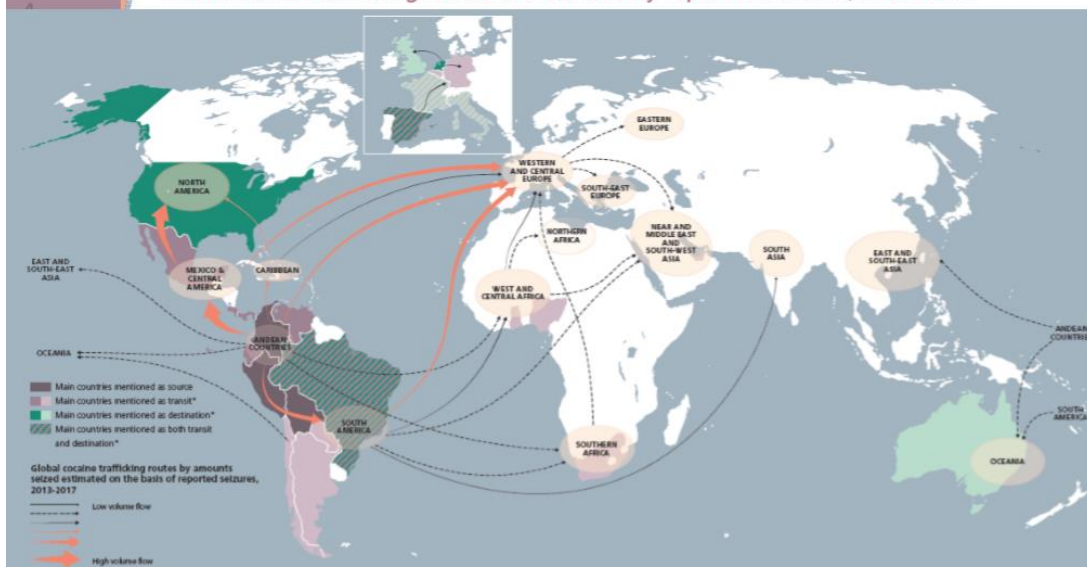 NORTH
AMERICA
MEXICO &
CENTRAL
AMERICA
CARIBBEAN
EAST AND
SOUTH-EAST
ASIA
OCEANIA
ANDEAN
COUNTRIES
SOUTH
AMERICA
WESTERN
AND CENTRAL
EUROPE
EASTERN
EUROPE
SOUTH-EAST
EUROPE
NORTHERN
AFRICA
NEAR AND
MIDDLE EAST
AND
SOUTH-WEST
ASIA
WEST AND
CENTRAL AFRICA
SOUTHERN
AFRICA
SOUTH
ASIA
EAST AND
SOUTH-EAST
ASIA
ANDEAN
COUNTRIES
SOUTH
AMERICA
OCEANIA
Main countries mentioned as source
Main countries mentioned as transit*
Main countries mentioned as destination*
Main countries mentioned as both transit
and destination*
Global cocaine trafficking routes by amounts
seized estimated on the basis of reported seizures,
2013-2017
Low volume flow
High volume flow